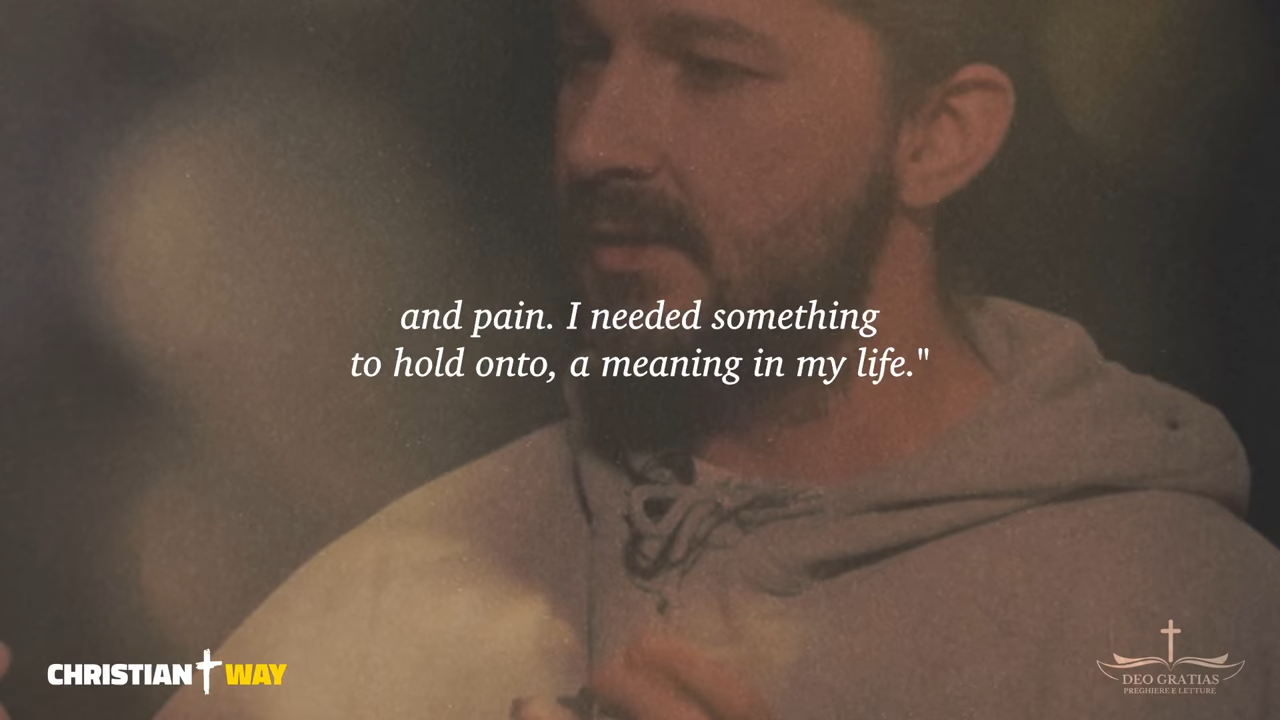 and pain. I needed something
to hold onto, a meaning in my life."
CHRISTIAN WAY
DEO GRATIAS
PREGHIERE E LETTURE